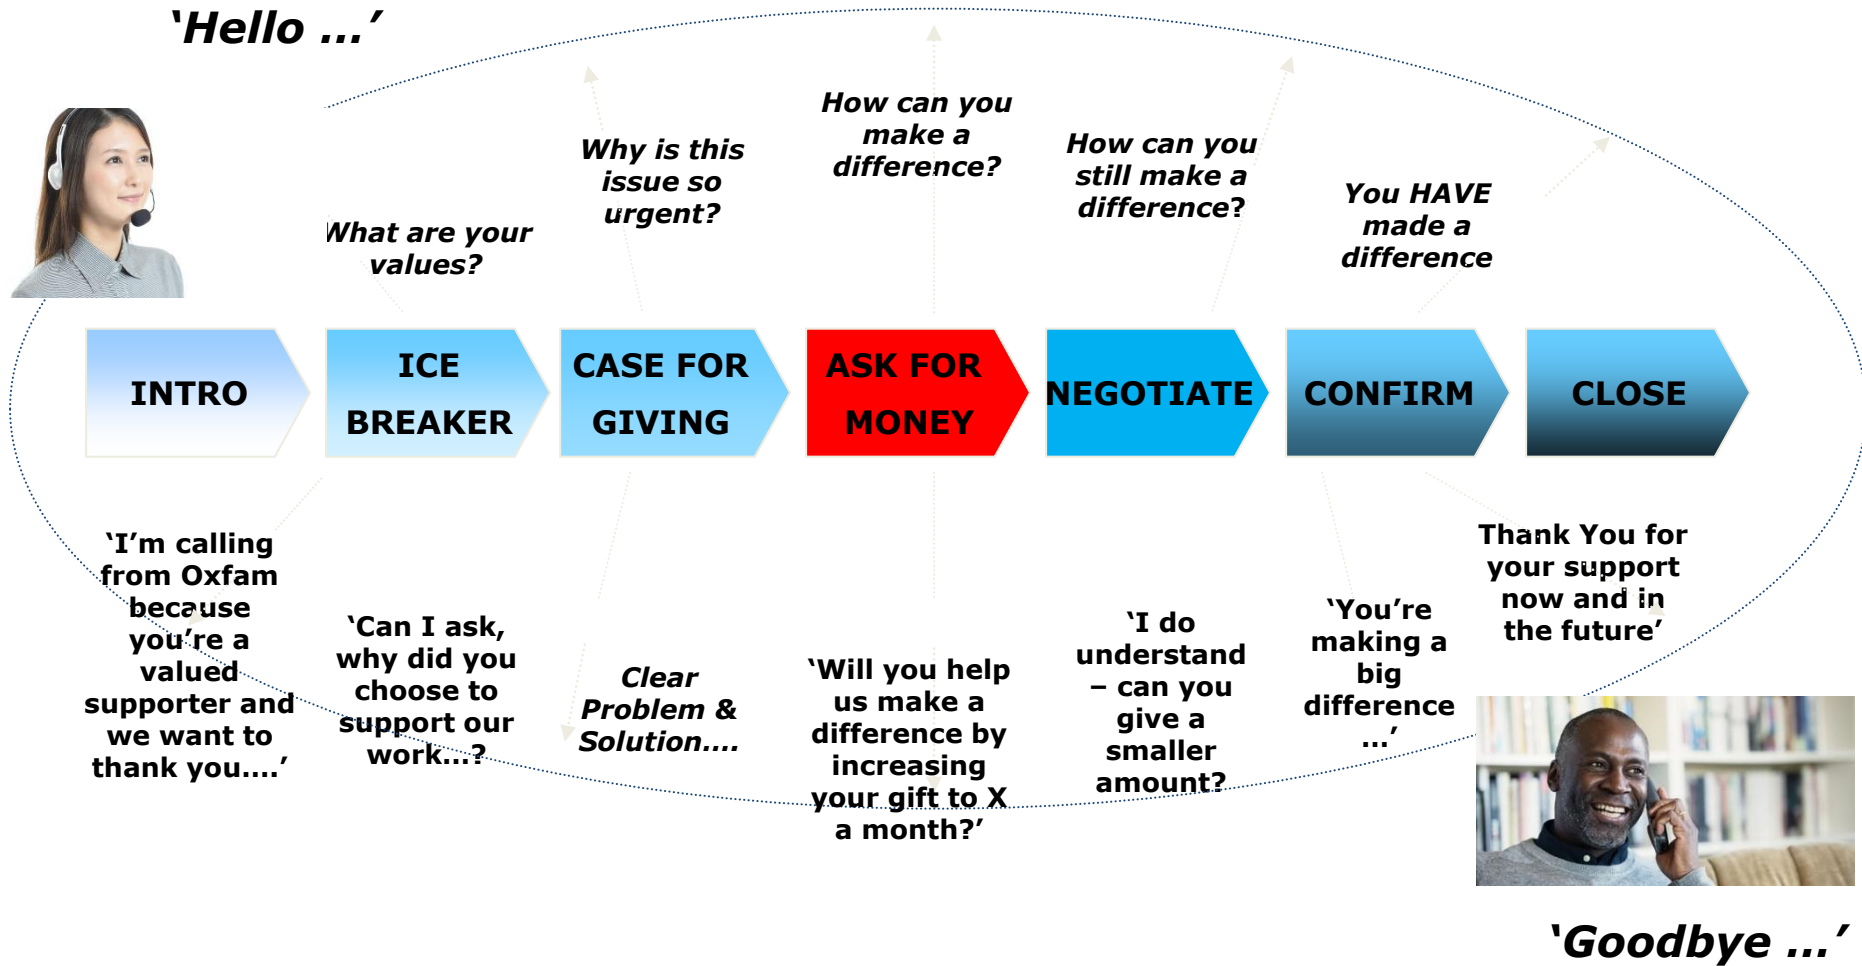 ‘Hello ...’
How can you
make a
difference?
Why is this
issue so
urgent?
How can you
still make a
difference?
You HAVE
made a
difference
What are your
values?
INTRO
ICE
BREAKER
CASE FOR
GIVING
ASK FOR
MONEY
NEGOTIATE
CONFIRM
CLOSE
‘I’m calling
from Oxfam
because
you’re a
valued
supporter and
we want to
thank you....’
‘Can I ask,
why did you
choose to
support our
work...?
Clear
Problem &
Solution....
‘Will you help
us make a
difference by
increasing
your gift to X
a month?’
‘I do
understand
– can you
give a
smaller
amount?
‘You’re
making a
big
difference
...’
Thank You for
your support
now and in
the future’
‘Goodbye ...’